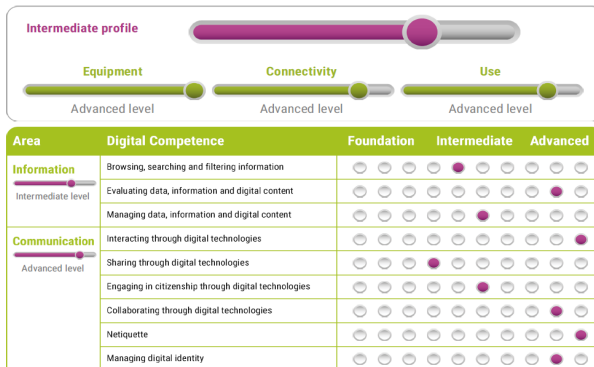 Intermediate profile
Equipment Connectivity Use
Advanced level Advanced level Advanced level
Area Digital Competence Foundation Intermediate Advanced
Information
Intermediate level
Browsing, searching and filtering information
Evaluating data, information and digital content
Managing data, information and digital content
Communication
Advanced level
Interacting through digital technologies
Sharing through digital technologies
Engaging in citizenship through digital technologies
Collaborating through digital technologies
Netiquette
Managing digital identity